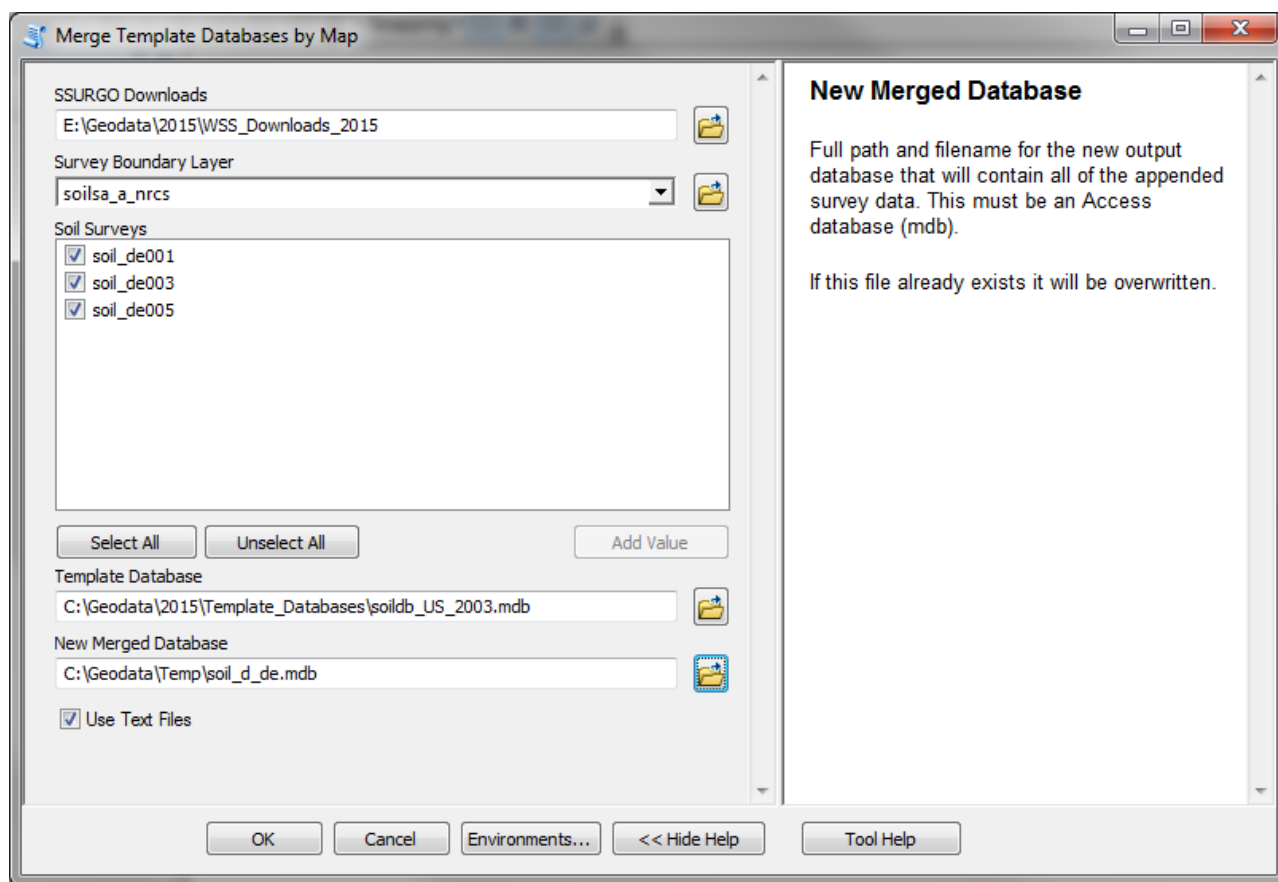 Merge Template Databases by Map
SSURGO Downloads
E:\Geodata\2015\WSS_Downloads_2015
Survey Boundary Layer
soilsa_a_nrcs
Soil Surveys
soil_de001
soil_de003
soil_de005
Select All
Unselect All
Add Value
Template Database
C:\Geodata\2015\Template_Databases\soildb_US_2003.mdb
New Merged Database
C:\Geodata\Temp\soil_d_de.mdb
Use Text Files
New Merged Database
Full path and filename for the new output
database that will contain all of the appended
survey data. This must be an Access
database (mdb).
If this file already exists it will be overwritten.
OK
Cancel
Environments...
<< Hide Help
Tool Help